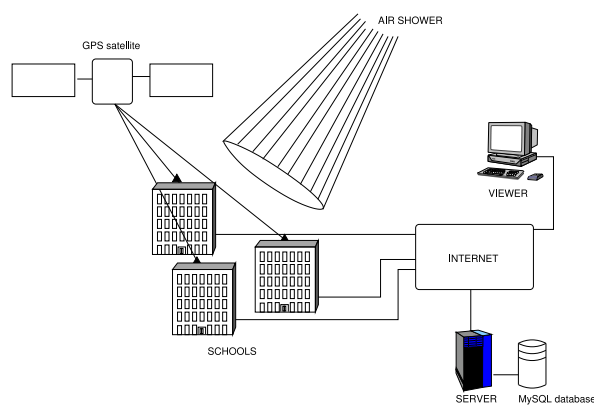 AIR SHOWER
GPS satellite
VIEWER
INTERNET
SCHOOLS
SERVER
MySQL database